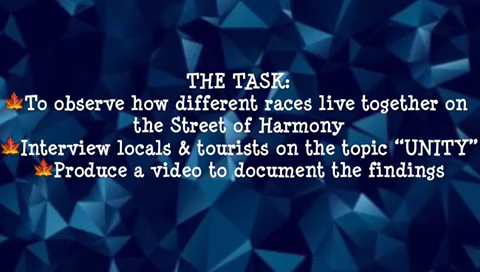 THE TASK:
🍁To observe how different races live together on
the Street of Harmony
🍁Interview locals & tourists on the topic “UNITY”
🍁Produce a video to document the findings